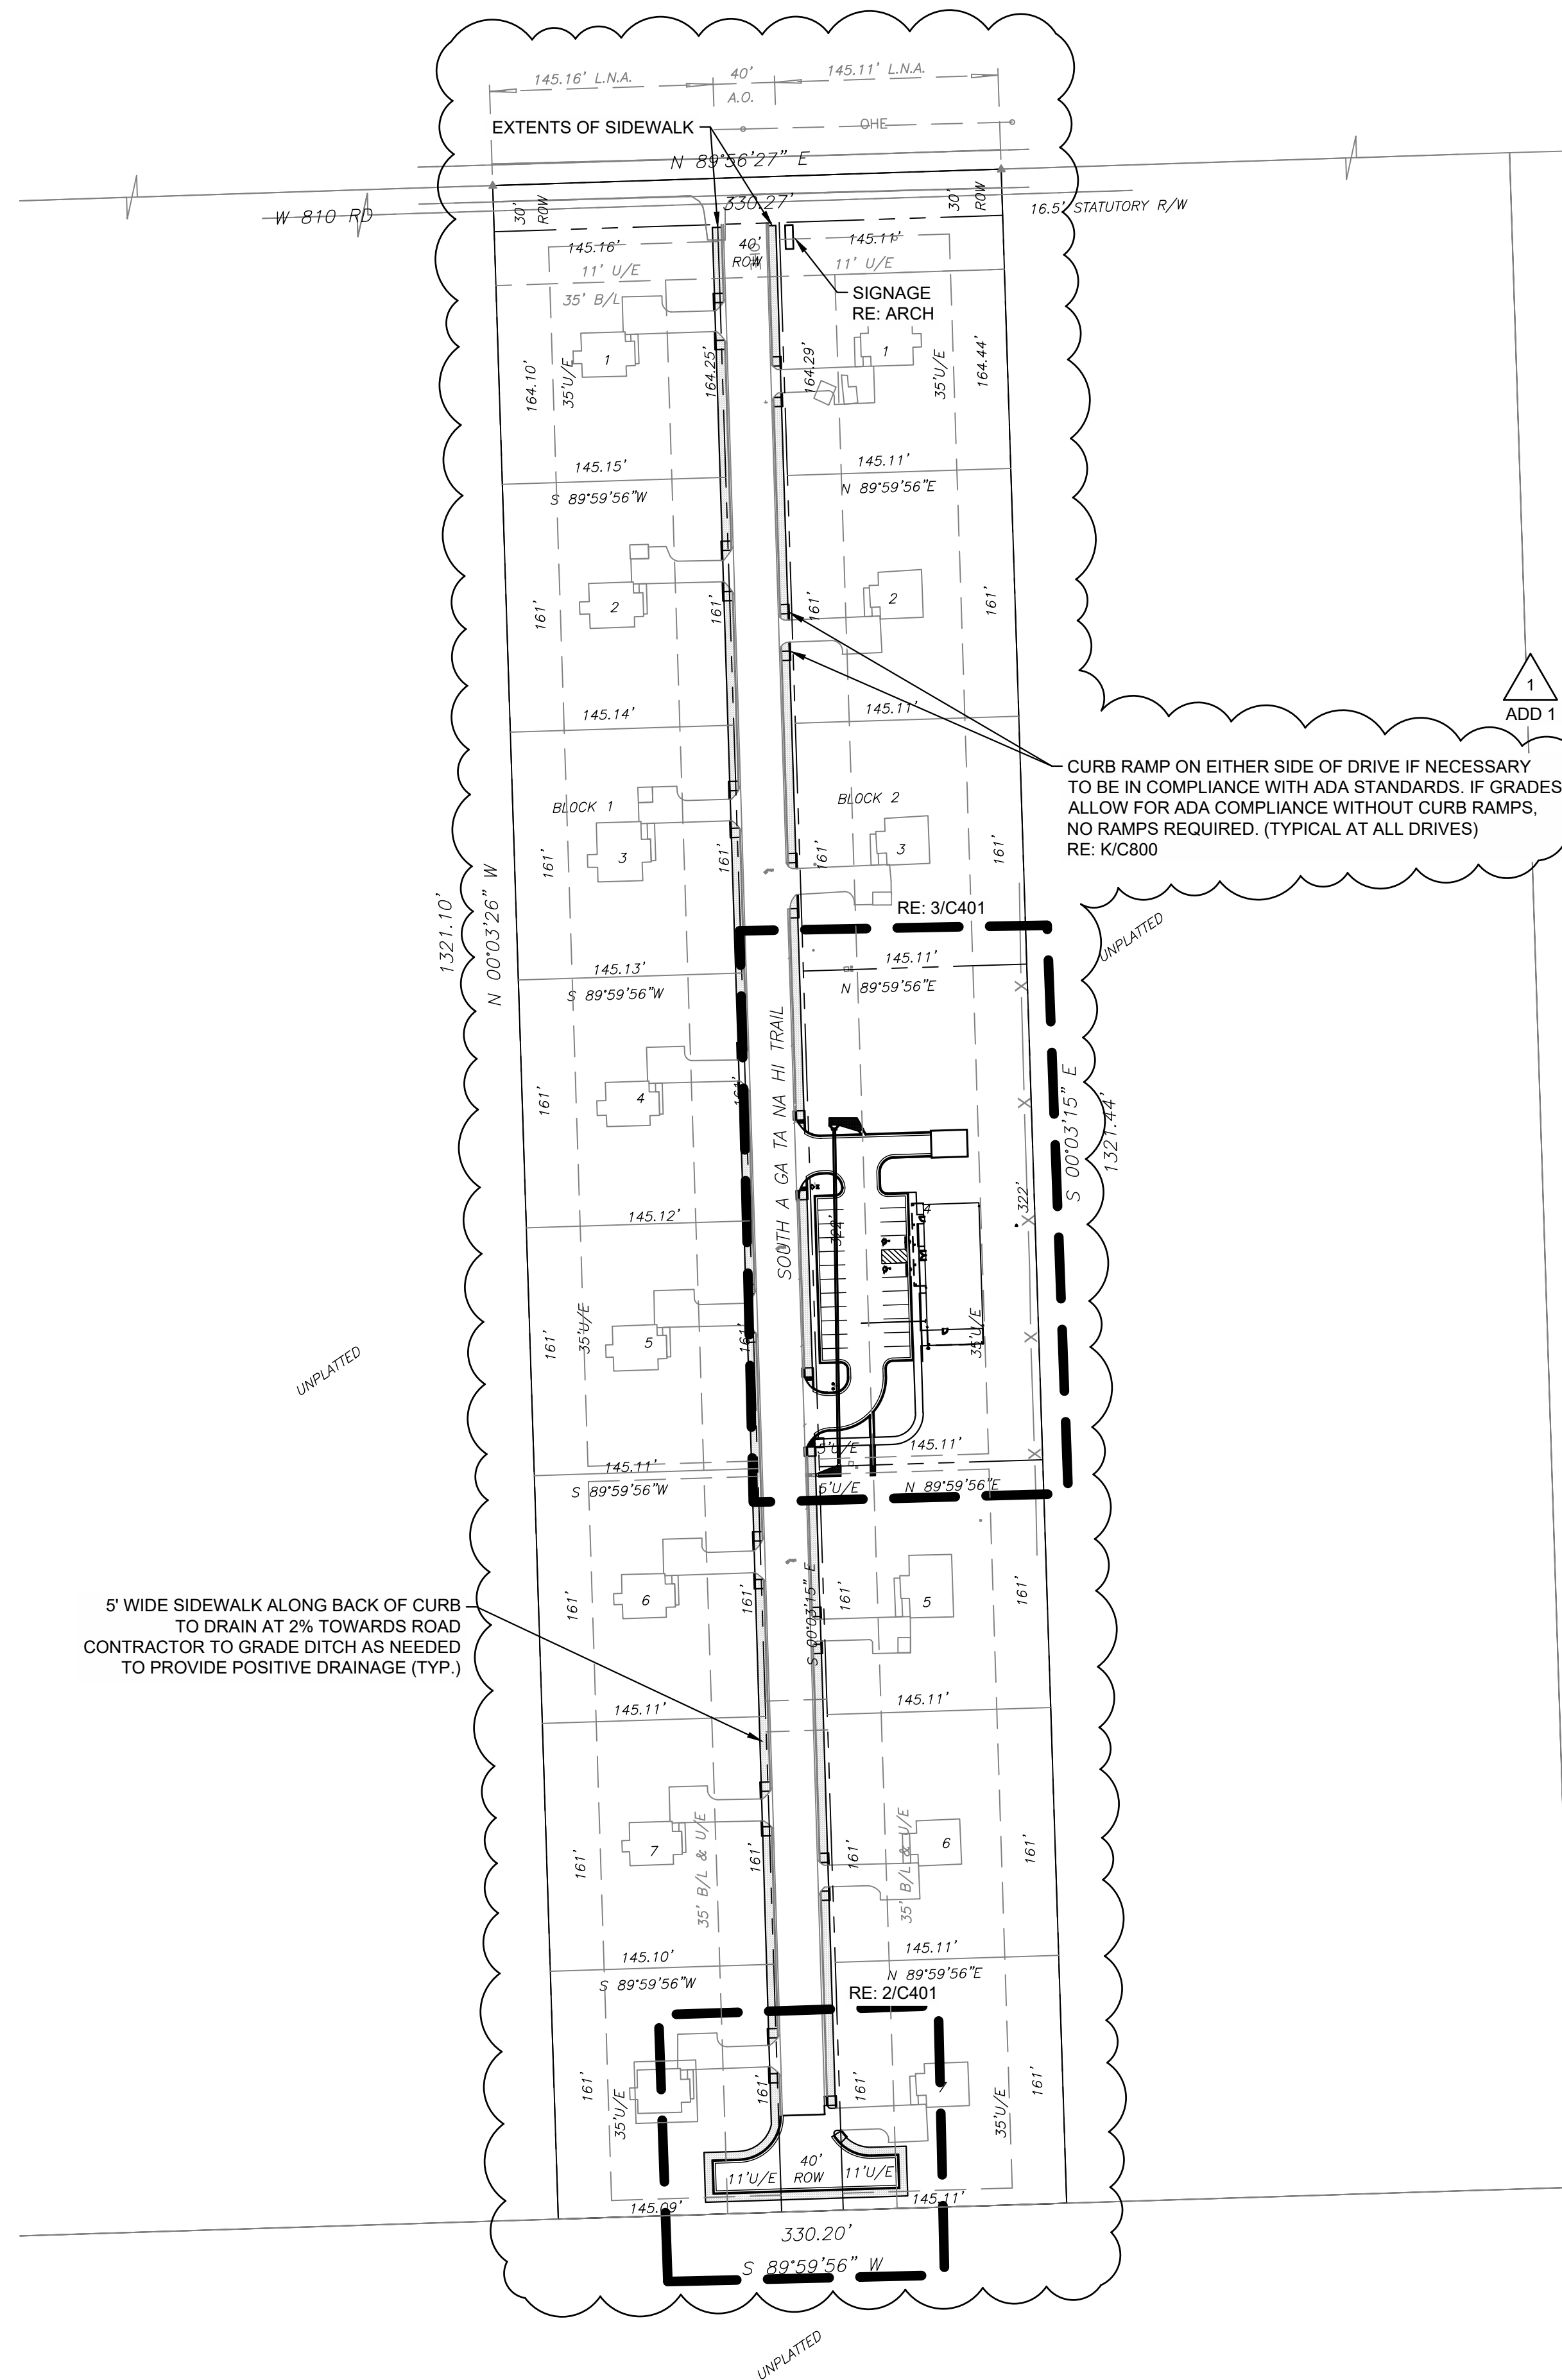 145.16' L.N.A.
40'
A.O.
145.11' L.N.A.
OHE
EXTENTS OF SIDEWALK
N 89°56'27" E
330.27'
W 810 RD
30'
ROW
30'
ROW
16.5' STATUTORY R/W
145.16'
40'
ROW
145.11'
11' U/E
11' U/E
35' B/L
SIGNAGE
RE: ARCH
1
1
164.10'
35'U/E
164.25'
164.29'
35'U/E
164.44'
145.15'
S 89°59'56"W
145.11'
N 89°59'56"E
2
2
161'
161'
161'
161'
145.14'
145.11'
1
ADD 1
CURB RAMP ON EITHER SIDE OF DRIVE IF NECESSARY
TO BE IN COMPLIANCE WITH ADA STANDARDS. IF GRADES
ALLOW FOR ADA COMPLIANCE WITHOUT CURB RAMPS,
NO RAMPS REQUIRED. (TYPICAL AT ALL DRIVES)
RE: K/C800
BLOCK 1
BLOCK 2
3
3
161'
161'
161'
161'
1321.10'
N 00°03'26" W
RE: 3/C401
UNPLATTED
145.13'
S 89°59'56"W
145.11'
N 89°59'56"E
SOUTH A GA TA NA HI TRAIL
4
161'
161'
S 00°03'15" E
1321.44'
145.12'
322'
4
322'
UNPLATTED
5
161'
35'U/E
161'
35'U/E
145.11'
S 89°59'56"W
5'U/E
145.11'
5'U/E
N 89°59'56"E
5' WIDE SIDEWALK ALONG BACK OF CURB
TO DRAIN AT 2% TOWARDS ROAD
CONTRACTOR TO GRADE DITCH AS NEEDED
TO PROVIDE POSITIVE DRAINAGE (TYP.)
6
5
161'
161'
S 00°03'15" E
161'
161'
145.11'
145.11'
7
6
161'
35' B/L & U/E
161'
161'
35' B/L & U/E
161'
145.10'
S 89°59'56"W
145.11'
N 89°59'56"E
RE: 2/C401
161'
35'U/E
161'
161'
7
35'U/E
161'
11'U/E
40'
ROW
11'U/E
145.09'
145.11'
330.20'
S 89°59'56" W
UNPLATTED